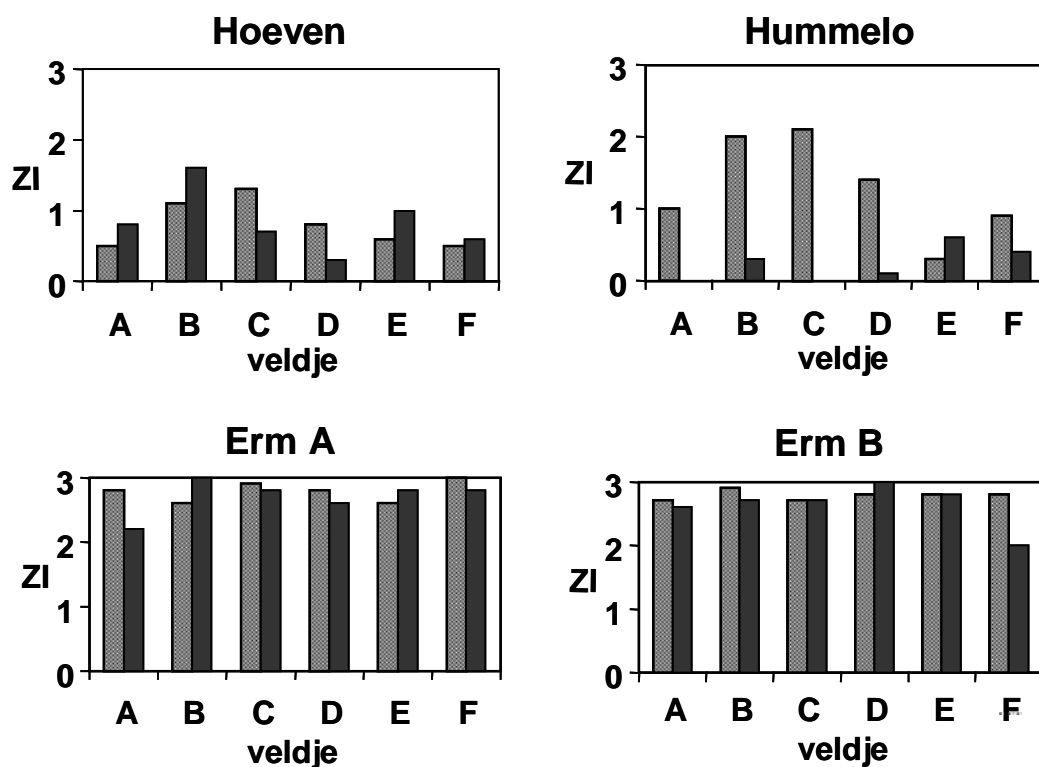 Hoeven
3
2
ZI
1
0
A B C D E F
veldje
Hummelo
3
2
ZI
1
0
A B C D E F
veldje
Erm A
3
2
ZI
1
0
A B C D E F
veldje
Erm B
3
2
ZI
1
0
A B C D E F
veldje